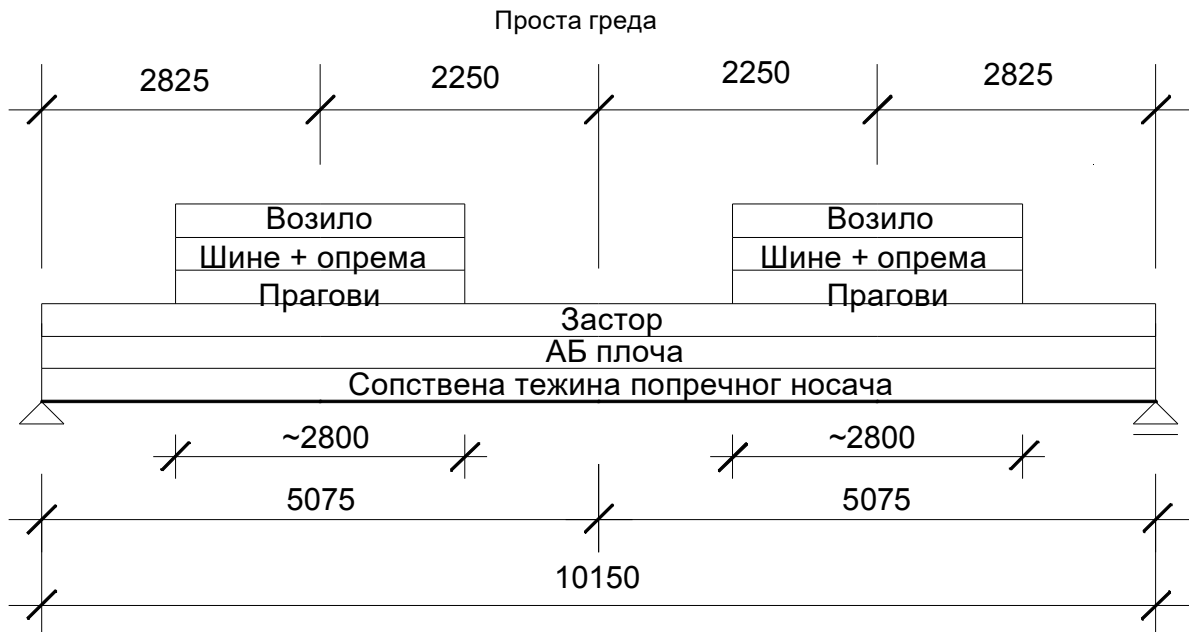 Проста греда
2825 2250 2250 2825
Возило Возило
Шине + опрема Шине + опрема
Прагови Прагови
Застор
АБ плоча
Сопствена тежина попречног носача
~2800 ~2800
5075 5075
10150